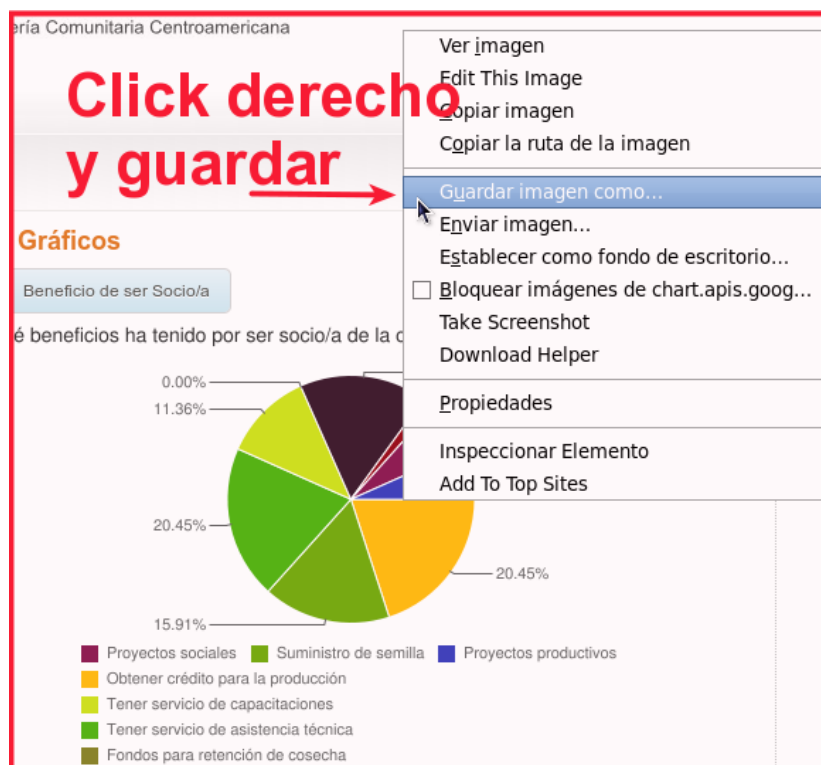 ería Comunitaria Centroamericana
Click derecho
y guardar
Ver imagen
Edit This Image
Copiar imagen
Copiar la ruta de la imagen
Guardar imagen como...
Enviar imagen...
Establecer como fondo de escritorio...
Bloquear imágenes de chart.apis.goog...
Take Screenshot
Download Helper
Propiedades
Inspeccionar Elemento
Add To Top Sites
Gráficos
Beneficio de ser Socio/a
é beneficios ha tenido por ser socio/a de la c
0.00%
11.36%
20.45%
15.91%
20.45%
Proyectos sociales Suministro de semilla Proyectos productivos
Obtener crédito para la producción
Tener servicio de capacitaciones
Tener servicio de asistencia técnica
Fondos para retención de cosecha